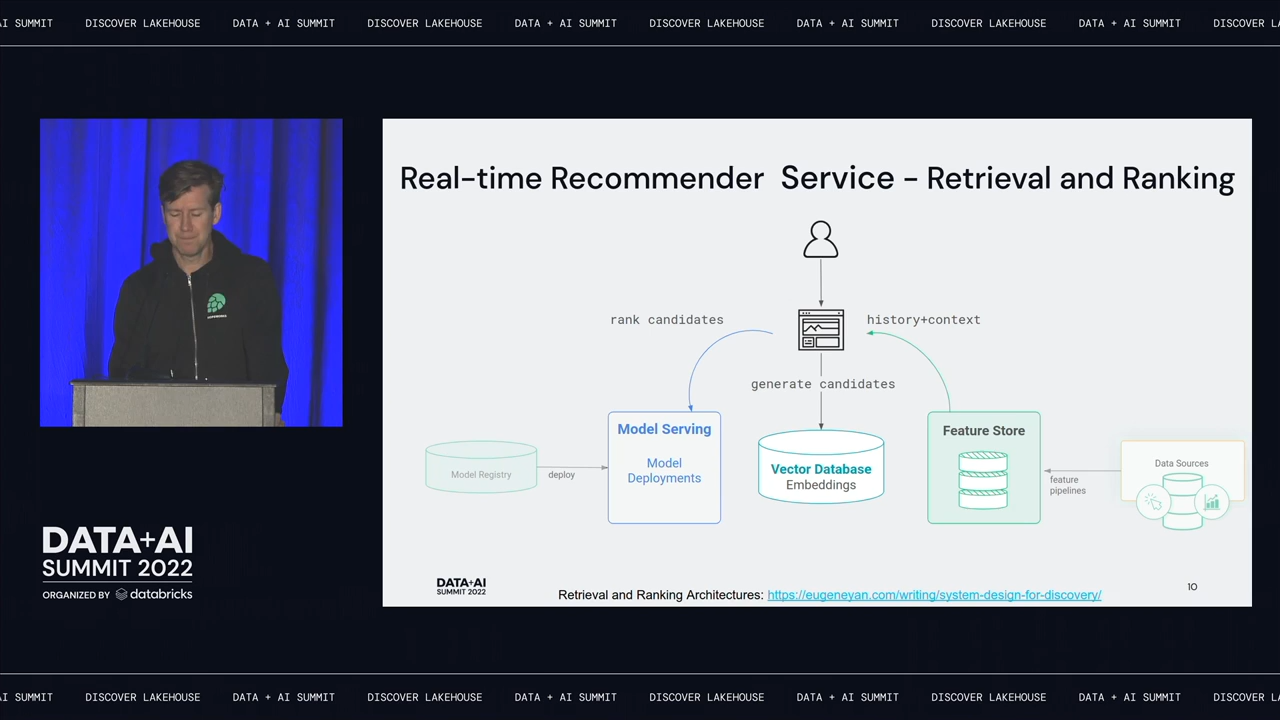 AI SUMMIT DISCOVER LAKEHOUSE DATA + AI SUMMIT DISCOVER LAKEHOUSE DATA + AI SUMMIT DISCOVER LAKEHOUSE DATA + AI SUMMIT DISCOVER LAKEHOUSE DATA + AI SUMMIT DISCOVER
Real-time Recommender Service - Retrieval and Ranking
rank candidates
history+context
generate candidates
Model Serving
Model
Deployments
Vector Database
Embeddings
Feature Store
Model Registry
deploy
feature
pipelines
Data Sources
DATA+AI
SUMMIT 2022
ORGANIZED BY databricks
DATA+AI
SUMMIT 2022
Retrieval and Ranking Architectures: https://eugeneyan.com/writing/system-design-for-discovery/
10
AI SUMMIT DISCOVER LAKEHOUSE DATA + AI SUMMIT DISCOVER LAKEHOUSE DATA + AI SUMMIT DISCOVER LAKEHOUSE DATA + AI SUMMIT DISCOVER LAKEHOUSE DATA + AI SUMMIT DISCOVER